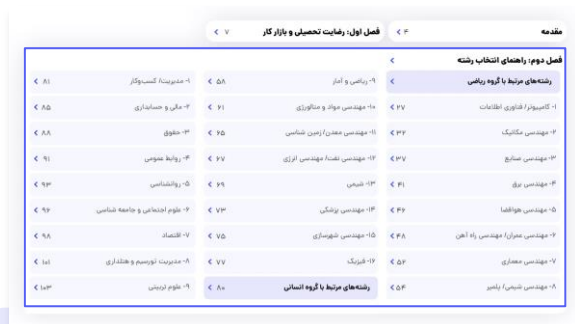 مقدمه ۴
فصل اول: رضایت تحصیلی و بازار کار ۷
فصل دوم: راهنمای انتخاب رشته
رشته‌های مرتبط با گروه ریاضی
۱- کامپیوتر/ فناوری اطلاعات ۲۷
۲- مهندسی مکانیک ۳۲
۳- مهندسی صنایع ۳۷
۴- مهندسی برق ۴۱
۵- مهندسی هوافضا ۴۶
۶- مهندسی عمران/ مهندسی راه آهن ۴۸
۷- مهندسی معماری ۵۲
۸- مهندسی شیمی/ پلیمر ۵۴
۹- ریاضی و آمار ۵۸
۱۰- مهندسی مواد و متالورژی ۶۱
۱۱- مهندسی معدن/ زمین شناسی ۶۵
۱۲- مهندسی نفت/ مهندسی انرژی ۶۷
۱۳- شیمی ۶۹
۱۴- مهندسی پزشکی ۷۳
۱۵- مهندسی شهرسازی ۷۵
۱۶- فیزیک ۷۷
رشته‌های مرتبط با گروه انسانی ۸۰
۱- مدیریت/ کسب‌وکار ۸۱
۲- مالی و حسابداری ۸۵
۳- حقوق ۸۸
۴- روابط عمومی ۹۱
۵- روانشناسی ۹۳
۶- علوم اجتماعی و جامعه شناسی ۹۶
۷- اقتصاد ۹۸
۸- مدیریت توریسم و هتلداری ۱۰۱
۹- علوم تربیتی ۱۰۳